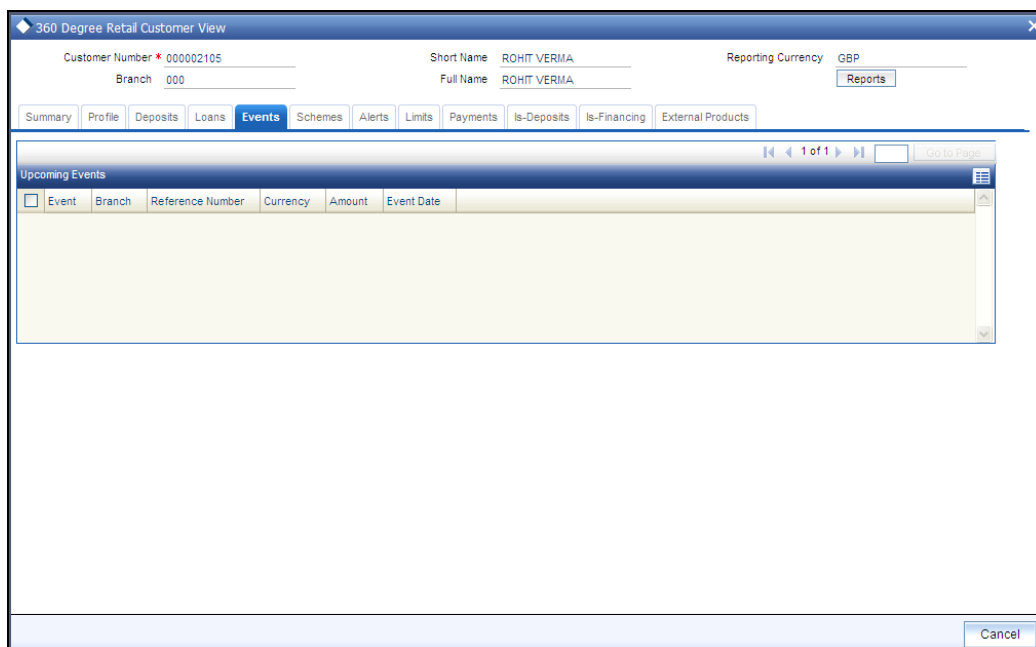 360 Degree Retail Customer View
Customer Number * 000002105 Short Name ROHIT VERMA Reporting Currency GBP
Branch 000 Full Name ROHIT VERMA Reports
Summary Profile Deposits Loans Events Schemes Alerts Limits Payments Is-Deposits Is-Financing External Products
1 of 1 Go to Page
Upcoming Events
Event Branch Reference Number Currency Amount Event Date
Cancel